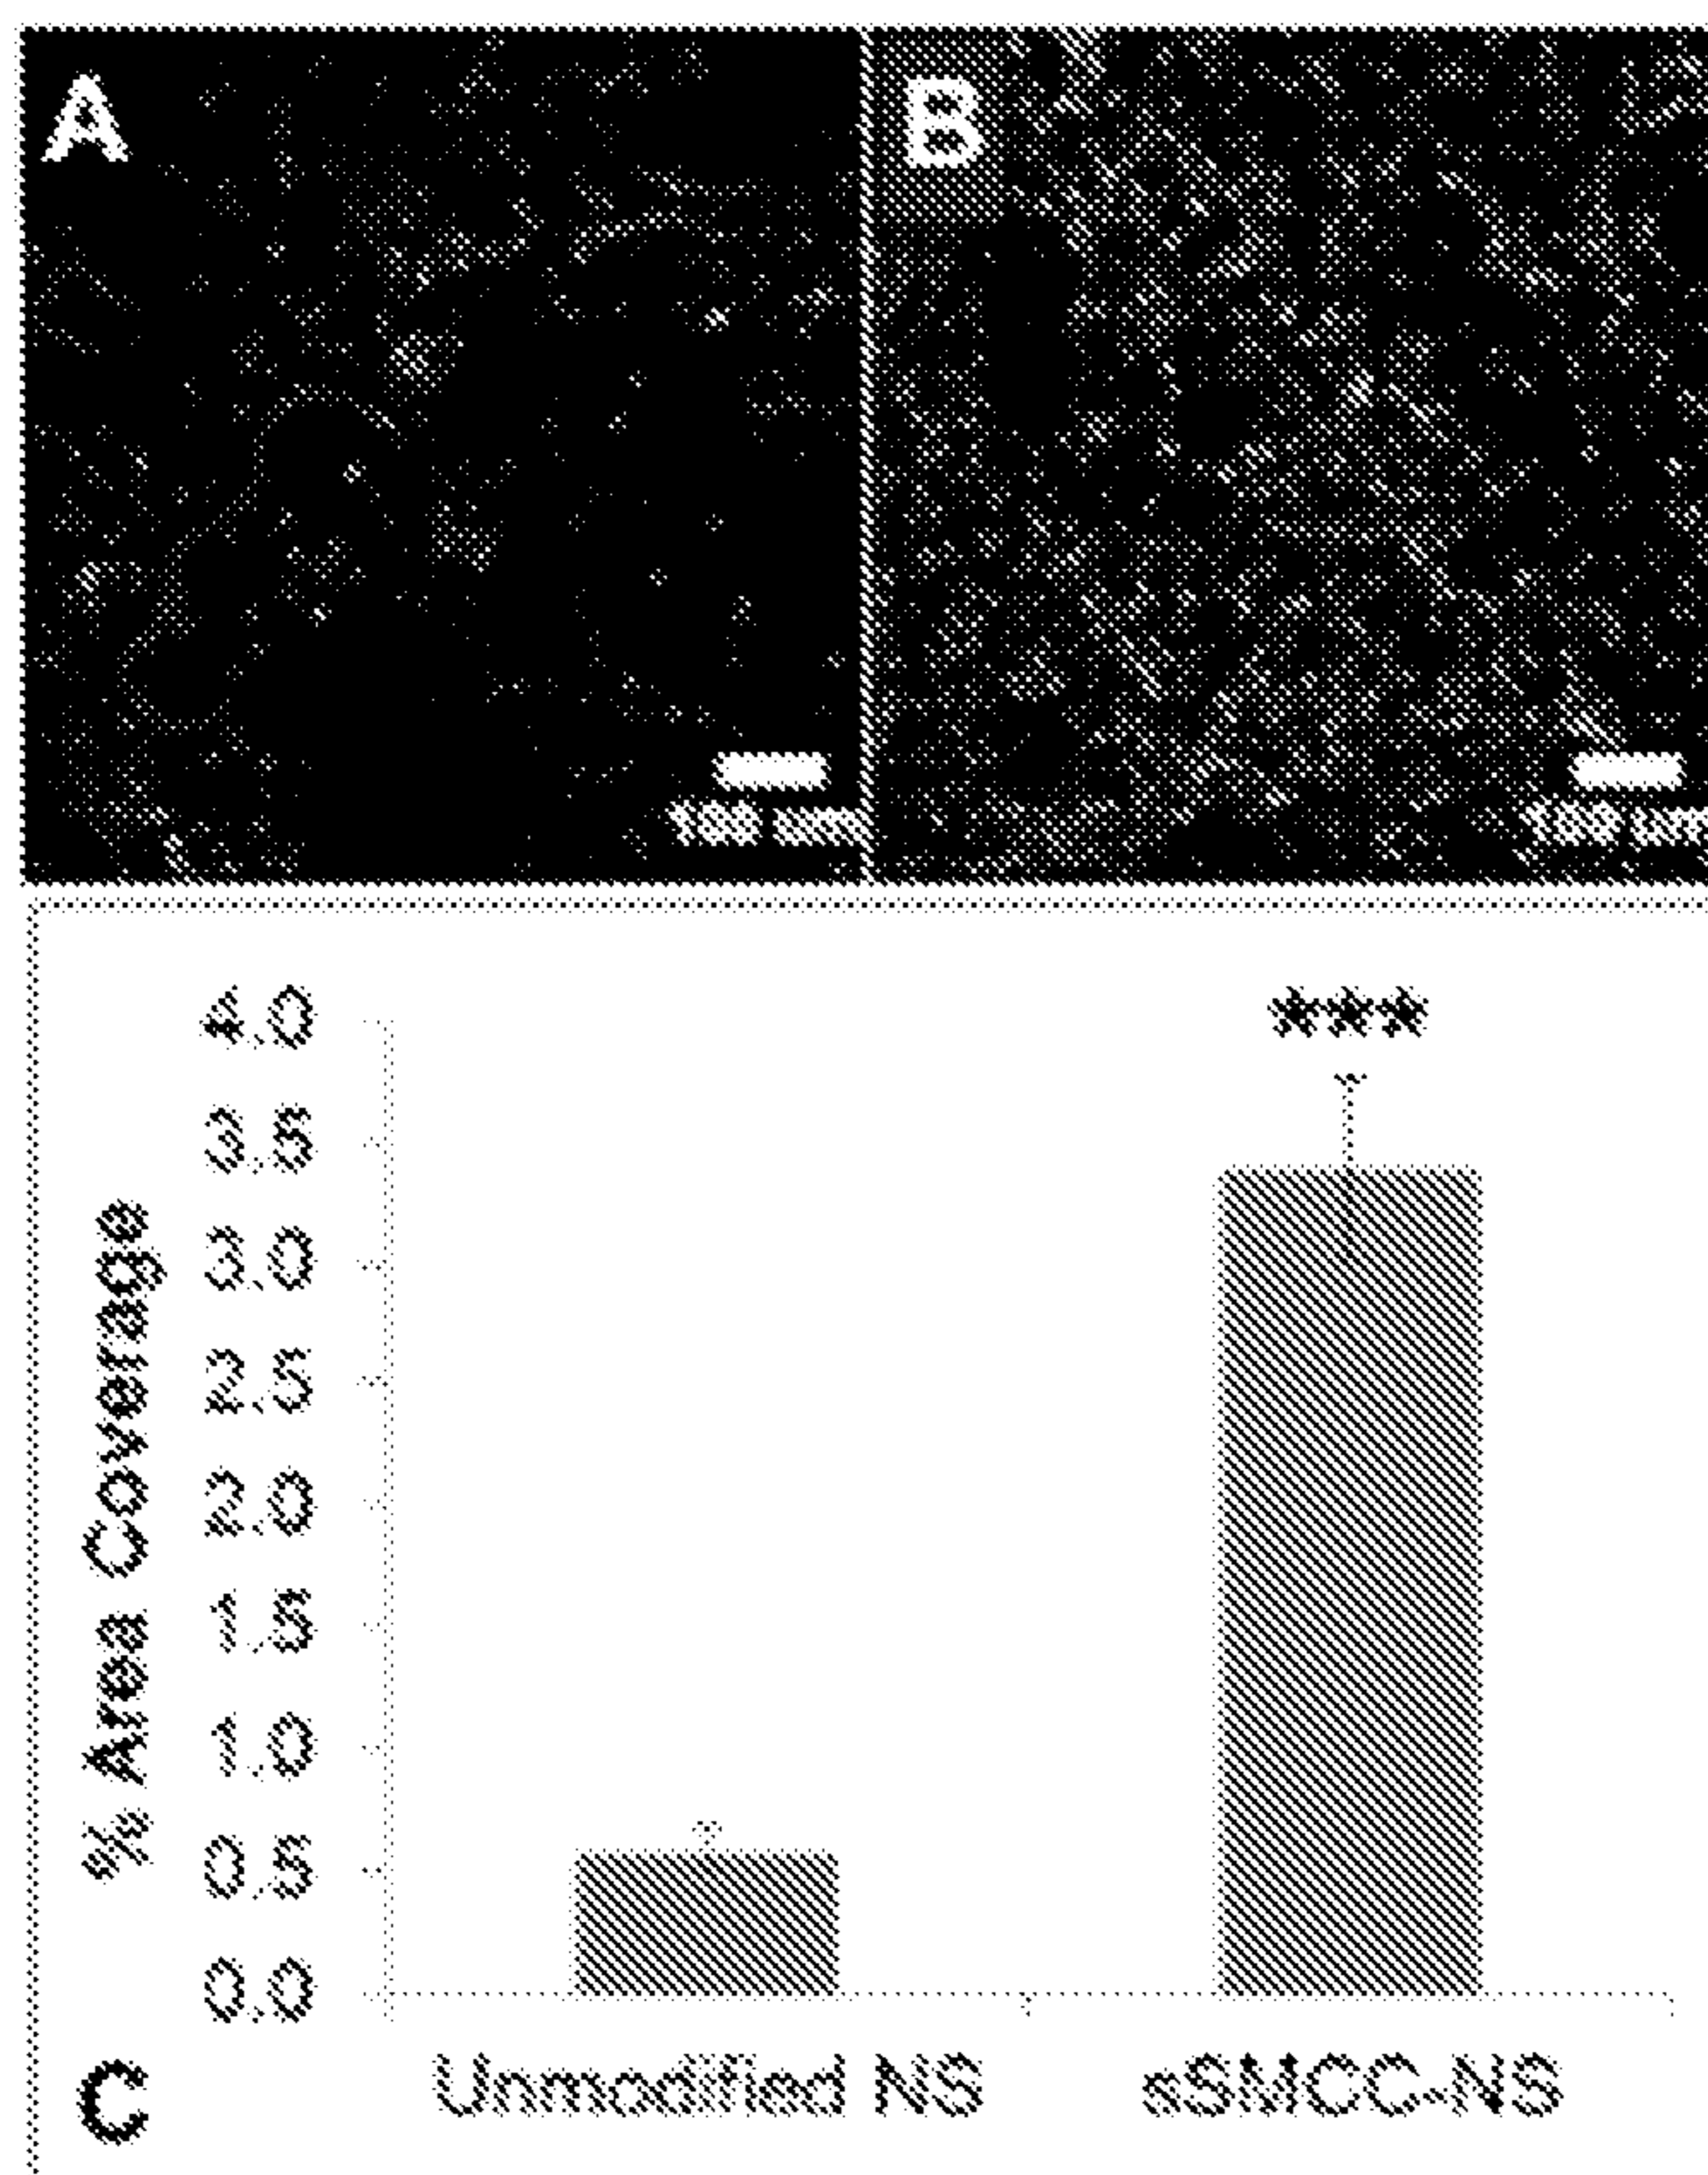 A
B
100 µm
100 µm
***
4.0
3.5
3.0
2.5
2.0
1.5
1.0
0.5
0.0
% Area Coverage
Unmodified NS
sSMCC-NS
C